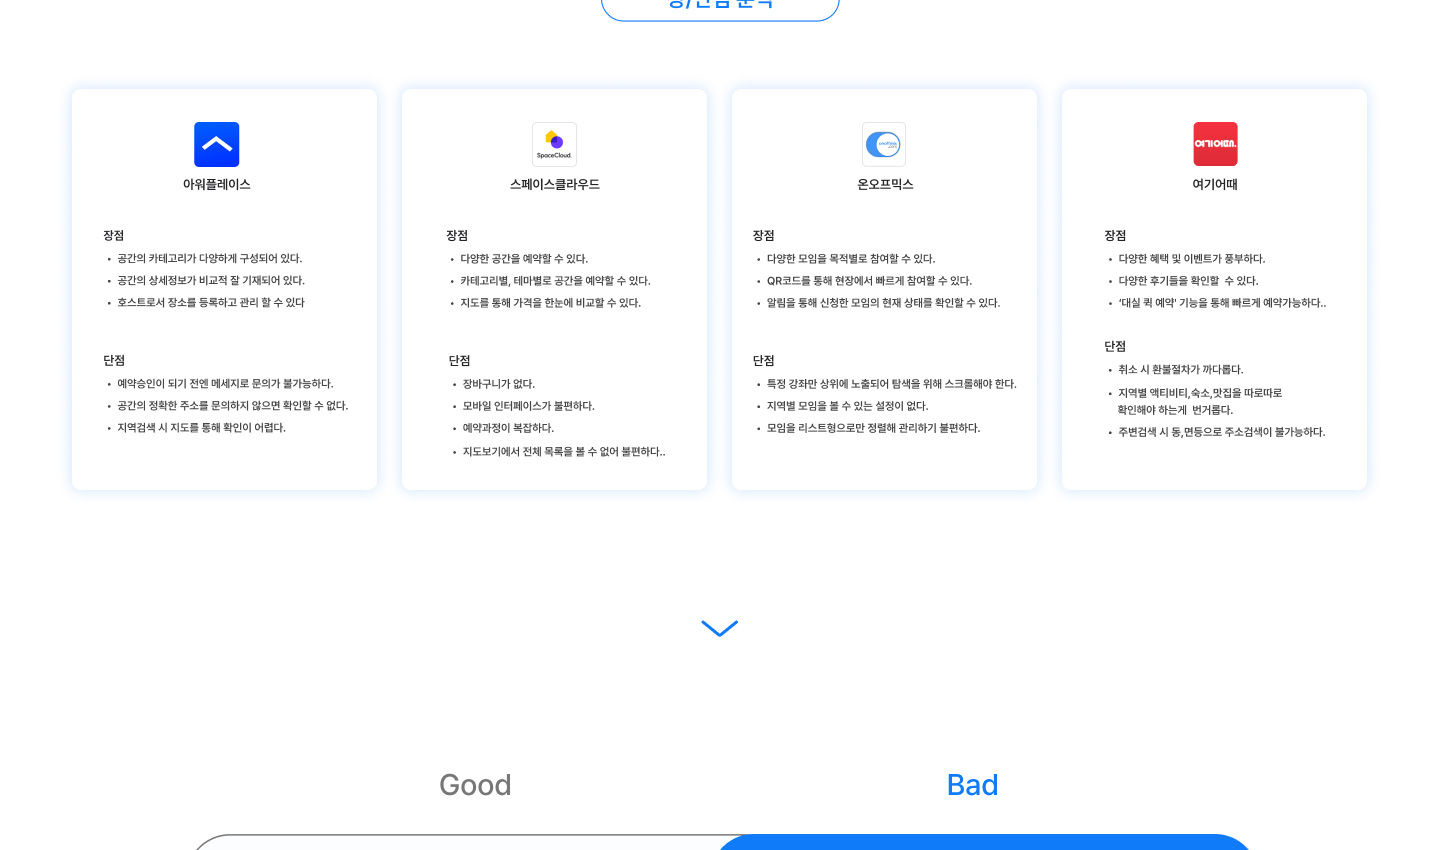 장/단점 분석
SpaceCloud.
여기어때.
아워플레이스
스페이스클라우드
온오프믹스
여기어때
장점
• 공간의 카테고리가 다양하게 구성되어 있다.
• 공간의 상세정보가 비교적 잘 기재되어 있다.
• 호스트로서 장소를 등록하고 관리 할 수 있다
단점
• 예약승인이 되기 전엔 메세지로 문의가 불가능하다.
• 공간의 정확한 주소를 문의하지 않으면 확인할 수 없다.
• 지역검색 시 지도를 통해 확인이 어렵다.
장점
• 다양한 공간을 예약할 수 있다.
• 카테고리별, 테마별로 공간을 예약할 수 있다.
• 지도를 통해 가격을 한눈에 비교할 수 있다.
단점
• 장바구니가 없다.
• 모바일 인터페이스가 불편하다.
• 예약과정이 복잡하다.
• 지도보기에서 전체 목록을 볼 수 없어 불편하다..
장점
• 다양한 모임을 목적별로 참여할 수 있다.
• QR코드를 통해 현장에서 빠르게 참여할 수 있다.
• 알림을 통해 신청한 모임의 현재 상태를 확인할 수 있다.
단점
• 특정 강좌만 상위에 노출되어 탐색을 위해 스크롤해야 한다.
• 지역별 모임을 볼 수 있는 설정이 없다.
• 모임을 리스트형으로만 정렬해 관리하기 불편하다.
장점
• 다양한 혜택 및 이벤트가 풍부하다.
• 다양한 후기들을 확인할 수 있다.
• ‘대실 퀵 예약’ 기능을 통해 빠르게 예약가능하다..
단점
• 취소 시 환불절차가 까다롭다.
• 지역별 액티비티,숙소,맛집을 따로따로
확인해야 하는게 번거롭다.
• 주변검색 시 동,면등으로 주소검색이 불가능하다.
Good
Bad